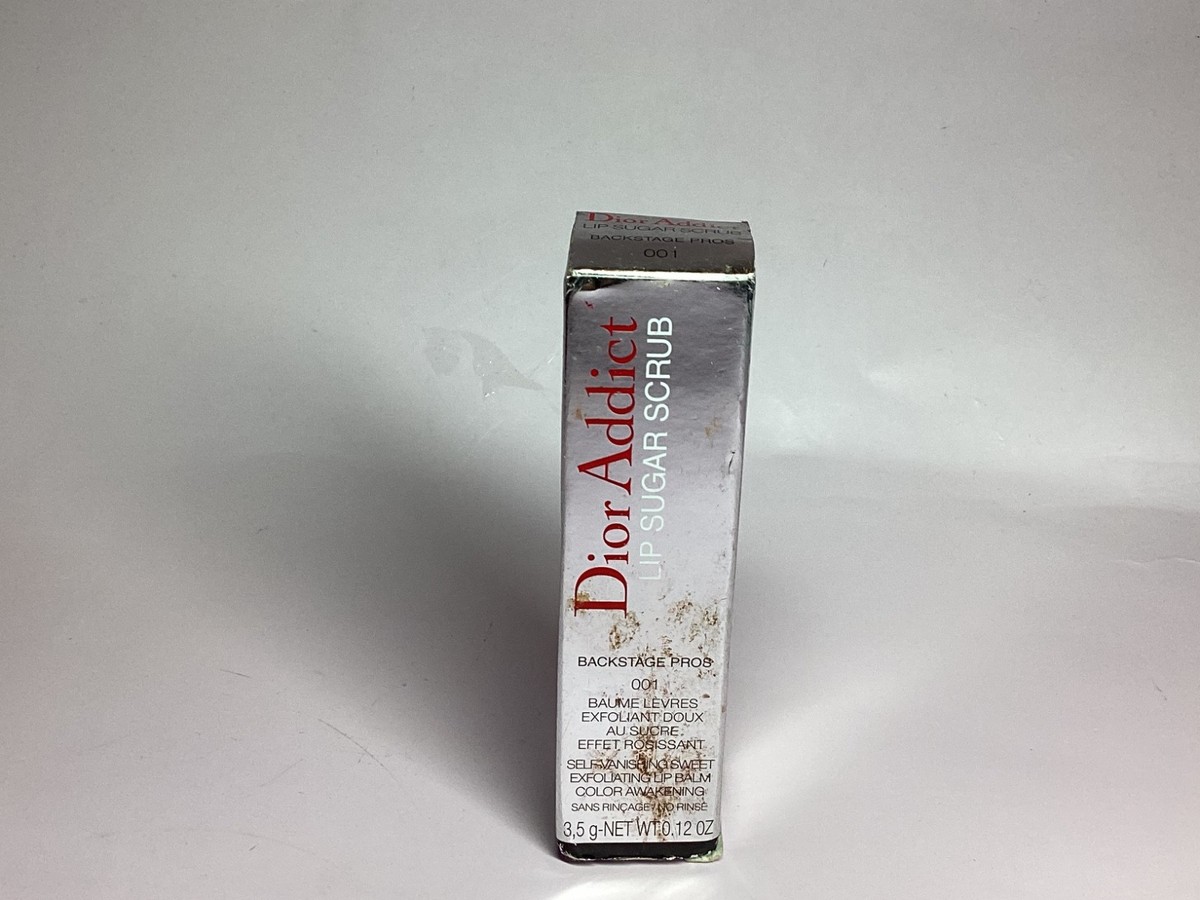 Dior Addict
LIP SUGAR SCRUB
BACKSTAGE PROS
001
Dior Addict
LIP SUGAR SCRUB
BACKSTAGE PROS
001
BAUME LÈVRES
EXFOLIANT DOUX
AU SUCRE
EFFET ROSISSANT
SELF-VANISHING SWEET
EXFOLIATING LIP BALM
COLOR AWAKENING
SANS RINÇAGE / NO RINSE
3,5 g-NET WT 0.12 OZ